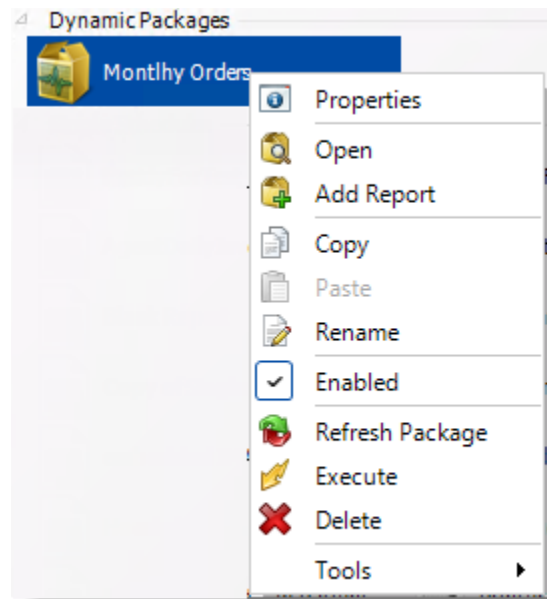 Dynamic Packages
Montlhy Orders
Properties
Open
Add Report
Copy
Paste
Rename
Enabled
Refresh Package
Execute
Delete
Tools